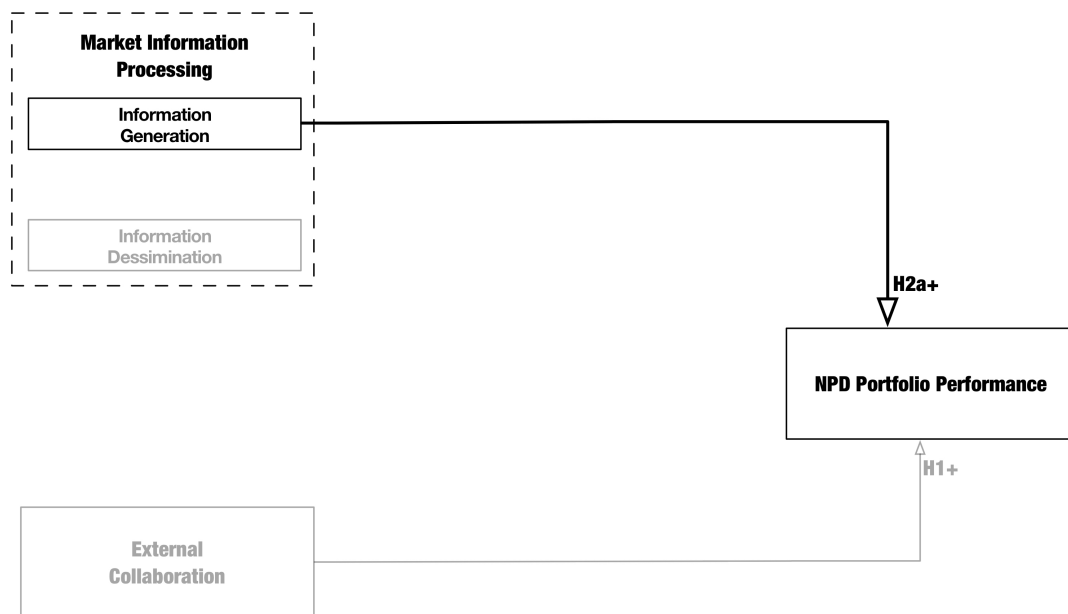 Market Information
Processing
Information
Generation
Information
Dessimination
H2a+
NPD Portfolio Performance
H1+
External
Collaboration